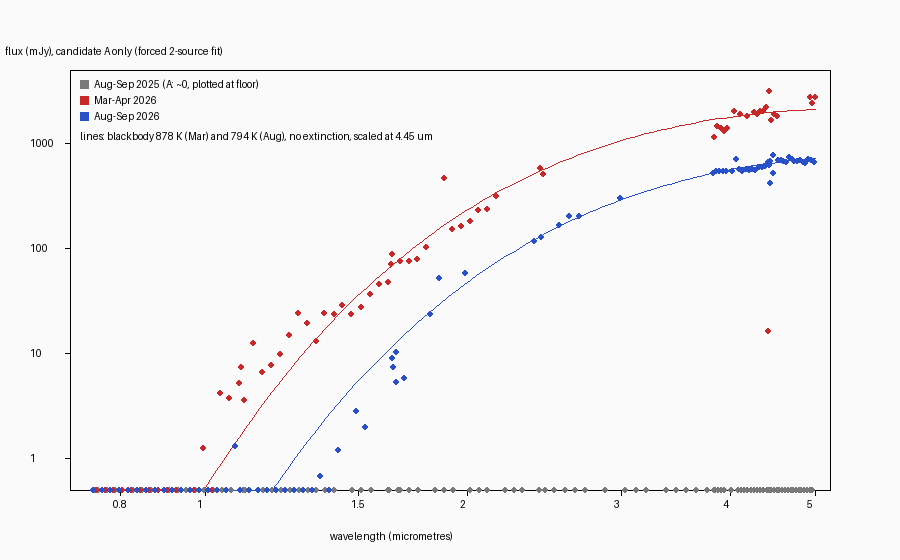 flux (mJy), candidate A only (forced 2-source fit)
Aug-Sep 2025 (A: ~0, plotted at floor)
Mar-Apr 2026
Aug-Sep 2026
lines: blackbody 878 K (Mar) and 794 K (Aug), no extinction, scaled at 4.45 um
1000
100
10
1
0.8 1 1.5 2 3 4 5
wavelength (micrometres)